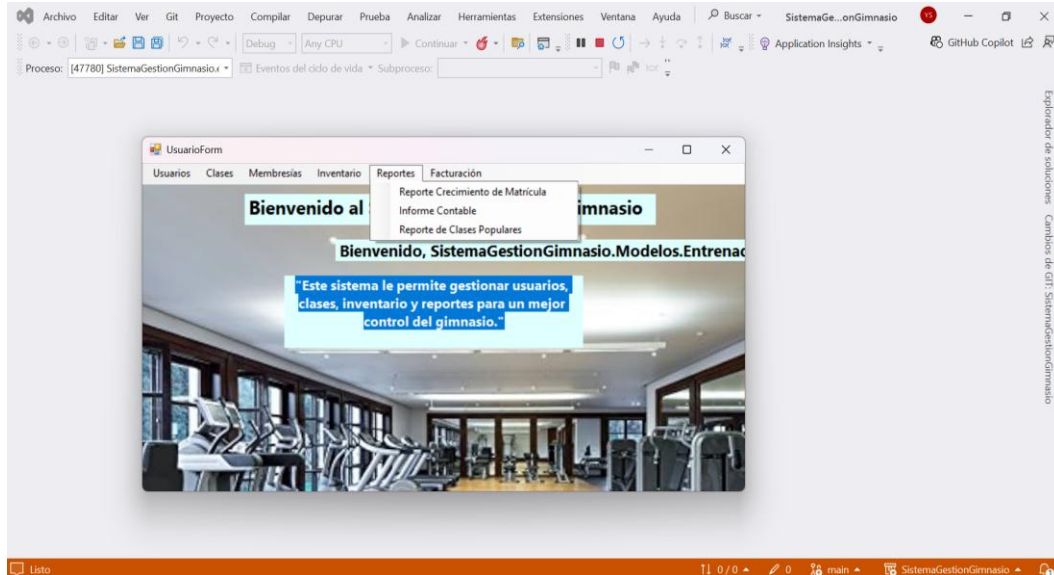 Archivo Editar Ver Git Proyecto Compilar Depurar Prueba Analizar Herramientas Extensiones Ventana Ayuda Buscar SistemaGe...onGimnasio YS
Debug Any CPU Continuar Application Insights GitHub Copilot
Proceso: [47780] SistemaGestionGimnasio.e Eventos del ciclo de vida Subproceso:
UsuarioForm
Usuarios Clases Membresías Inventario Reportes Facturación
Reporte Crecimiento de Matrícula
Informe Contable
Reporte de Clases Populares
Bienvenido al imnasio
Bienvenido, SistemaGestionGimnasio.Modelos.Entrenad
"Este sistema le permite gestionar usuarios,
clases, inventario y reportes para un mejor
control del gimnasio."
Explorador de soluciones
Cambios de GIT: SistemaGestionGimnasio
Listo 0 / 0 0 main SistemaGestionGimnasio